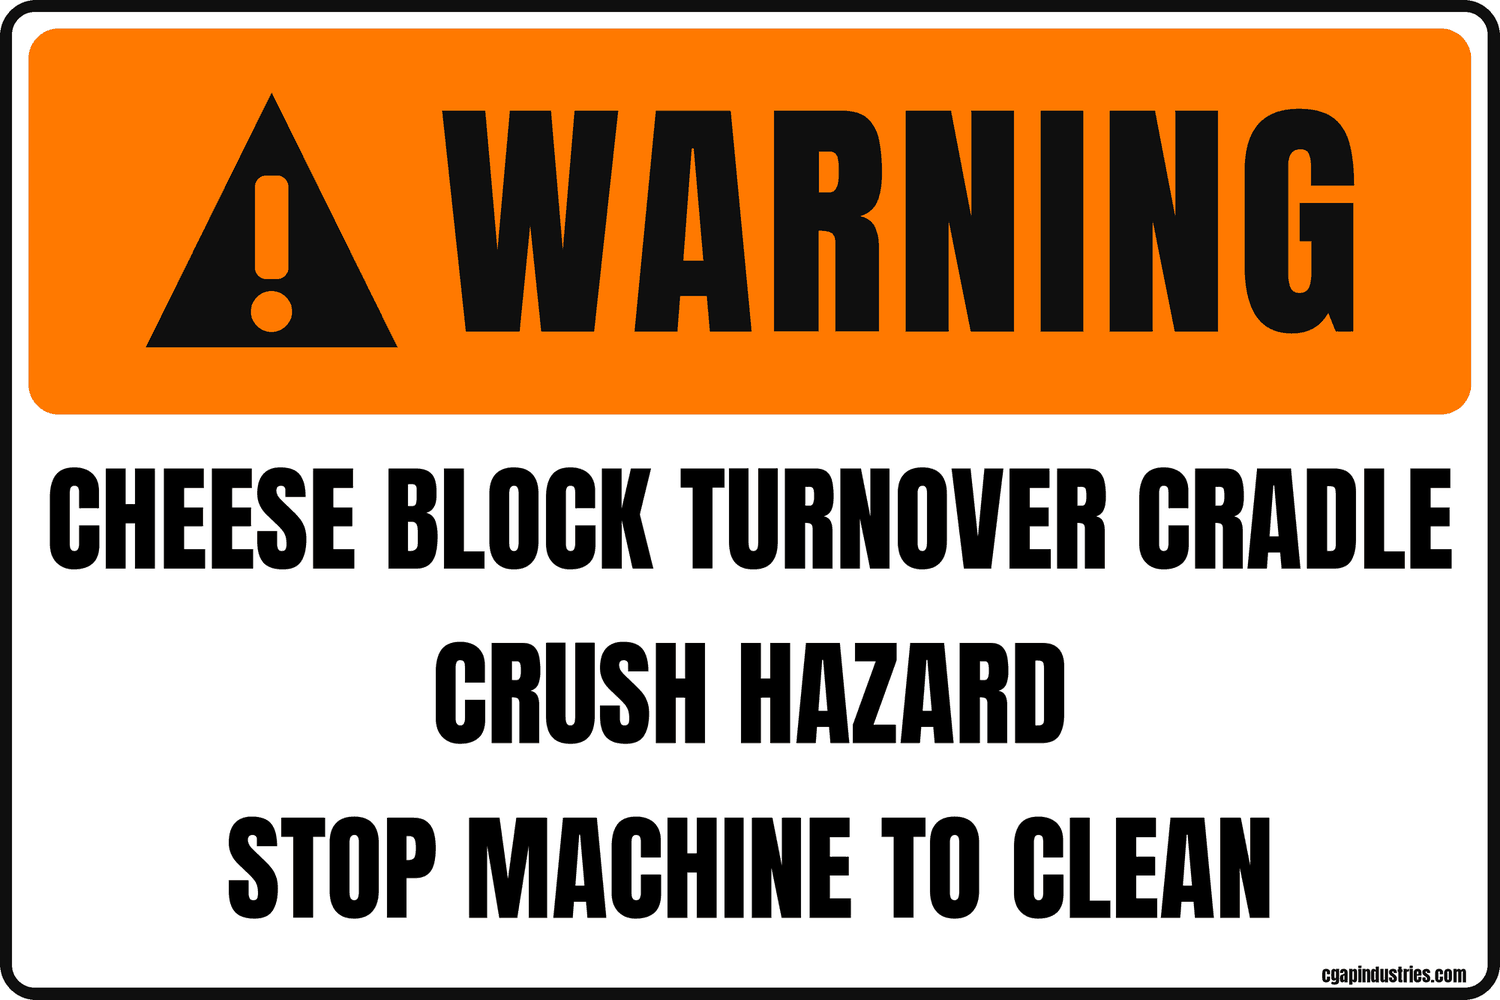 WARNING
CHEESE BLOCK TURNOVER CRADLE
CRUSH HAZARD
STOP MACHINE TO CLEAN
cgapindustries.com